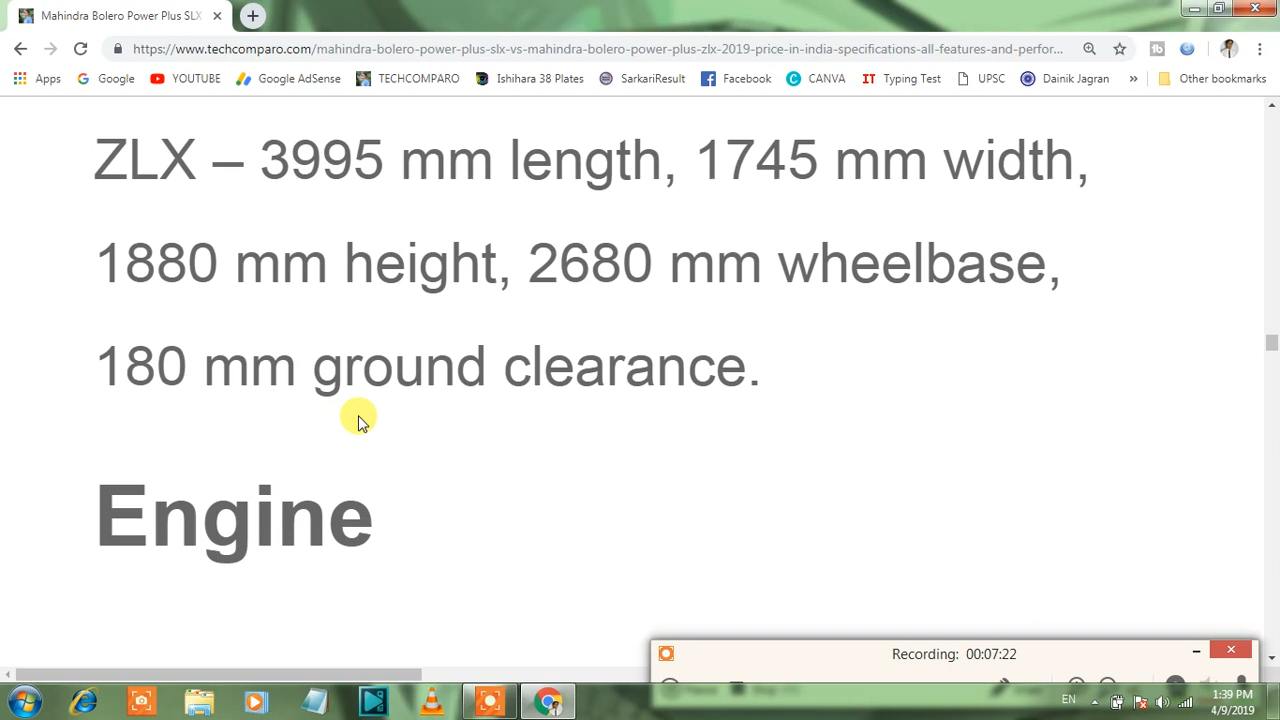 Mahindra Bolero Power Plus SLX
https://www.techcomparo.com/mahindra-bolero-power-plus-slx-vs-mahindra-bolero-power-plus-zlx-2019-price-in-india-specifications-all-features-and-perfor...
Apps Google YOUTUBE Google AdSense TECHCOMPARO Ishihara 38 Plates SarkariResult Facebook CANVA Typing Test UPSC Dainik Jagran » Other bookmarks
ZLX – 3995 mm length, 1745 mm width,
1880 mm height, 2680 mm wheelbase,
180 mm ground clearance.
Engine
Recording: 00:07:22
EN 1:39 PM
4/9/2019